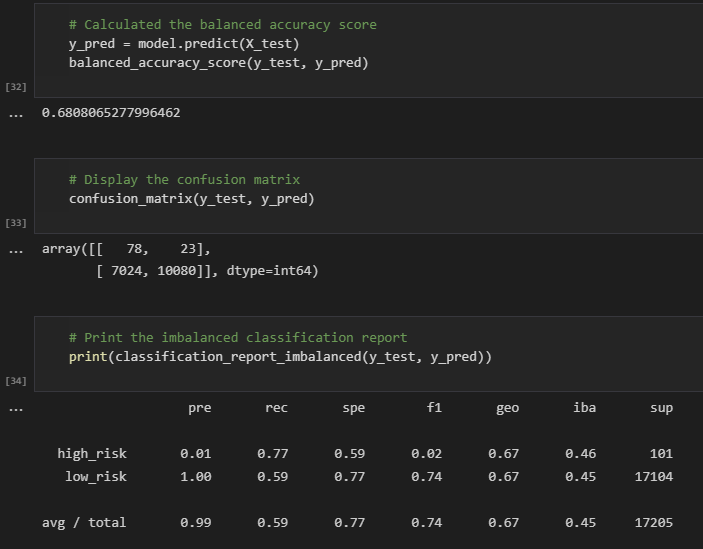 # Calculated the balanced accuracy score
y_pred = model.predict(X_test)
balanced_accuracy_score(y_test, y_pred)
[32]
... 0.6808065277996462
# Display the confusion matrix
confusion_matrix(y_test, y_pred)
[33]
... array([[   78,    23],
       [ 7024, 10080]], dtype=int64)
# Print the imbalanced classification report
print(classification_report_imbalanced(y_test, y_pred))
[34]
... pre rec spe f1 geo iba sup
high_risk 0.01 0.77 0.59 0.02 0.67 0.46 101
low_risk 1.00 0.59 0.77 0.74 0.67 0.45 17104
avg / total 0.99 0.59 0.77 0.74 0.67 0.45 17205